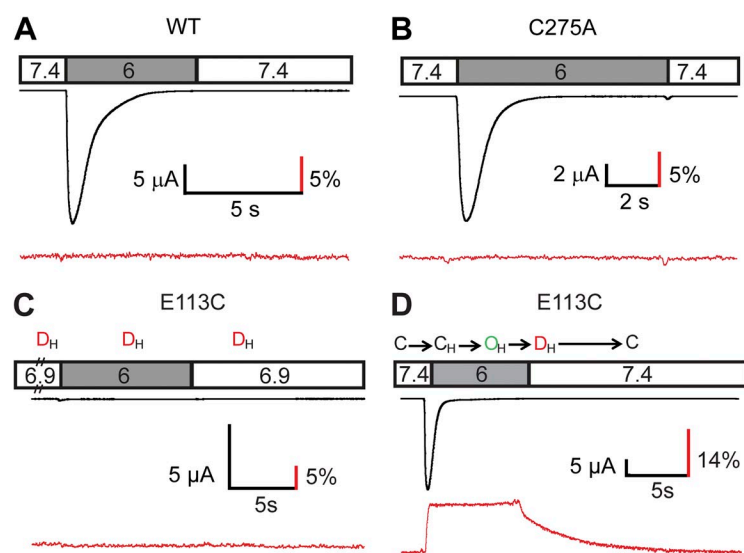 A WT
7.4 6 7.4
5 μA 5%
5 s
B C275A
7.4 6 7.4
2 μA 5%
2 s
C E113C
DH DH DH
6.9 6 6.9
5 μA 5%
5s
D E113C
C → CH → OH → DH → C
7.4 6 7.4
5 μA 14%
5s